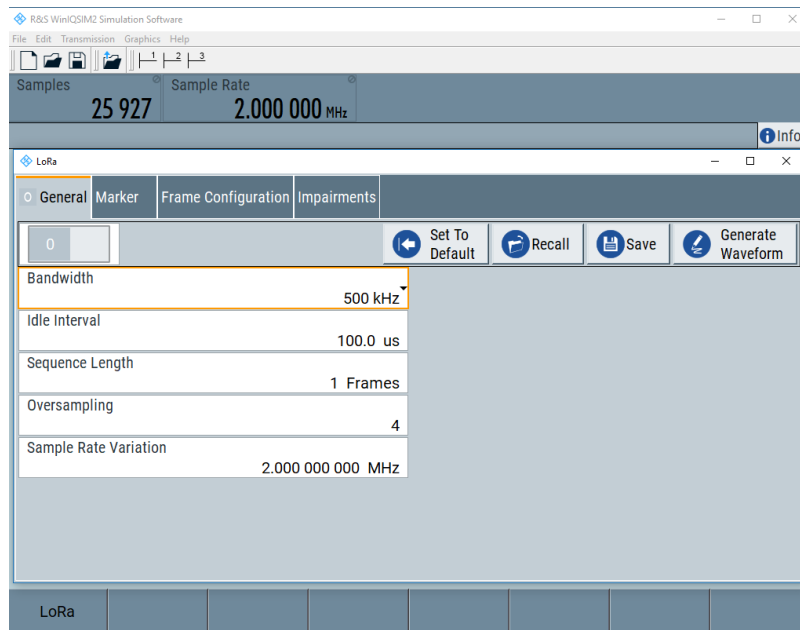 R&S WinIQSIM2 Simulation Software
File Edit Transmission Graphics Help
1 2 3
Samples
25 927
Sample Rate
2.000 000 MHz
Info
LoRa
0 General Marker Frame Configuration Impairments
0
Set To Default
Recall
Save
Generate Waveform
Bandwidth
500 kHz
Idle Interval
100.0 us
Sequence Length
1 Frames
Oversampling
4
Sample Rate Variation
2.000 000 000 MHz
LoRa